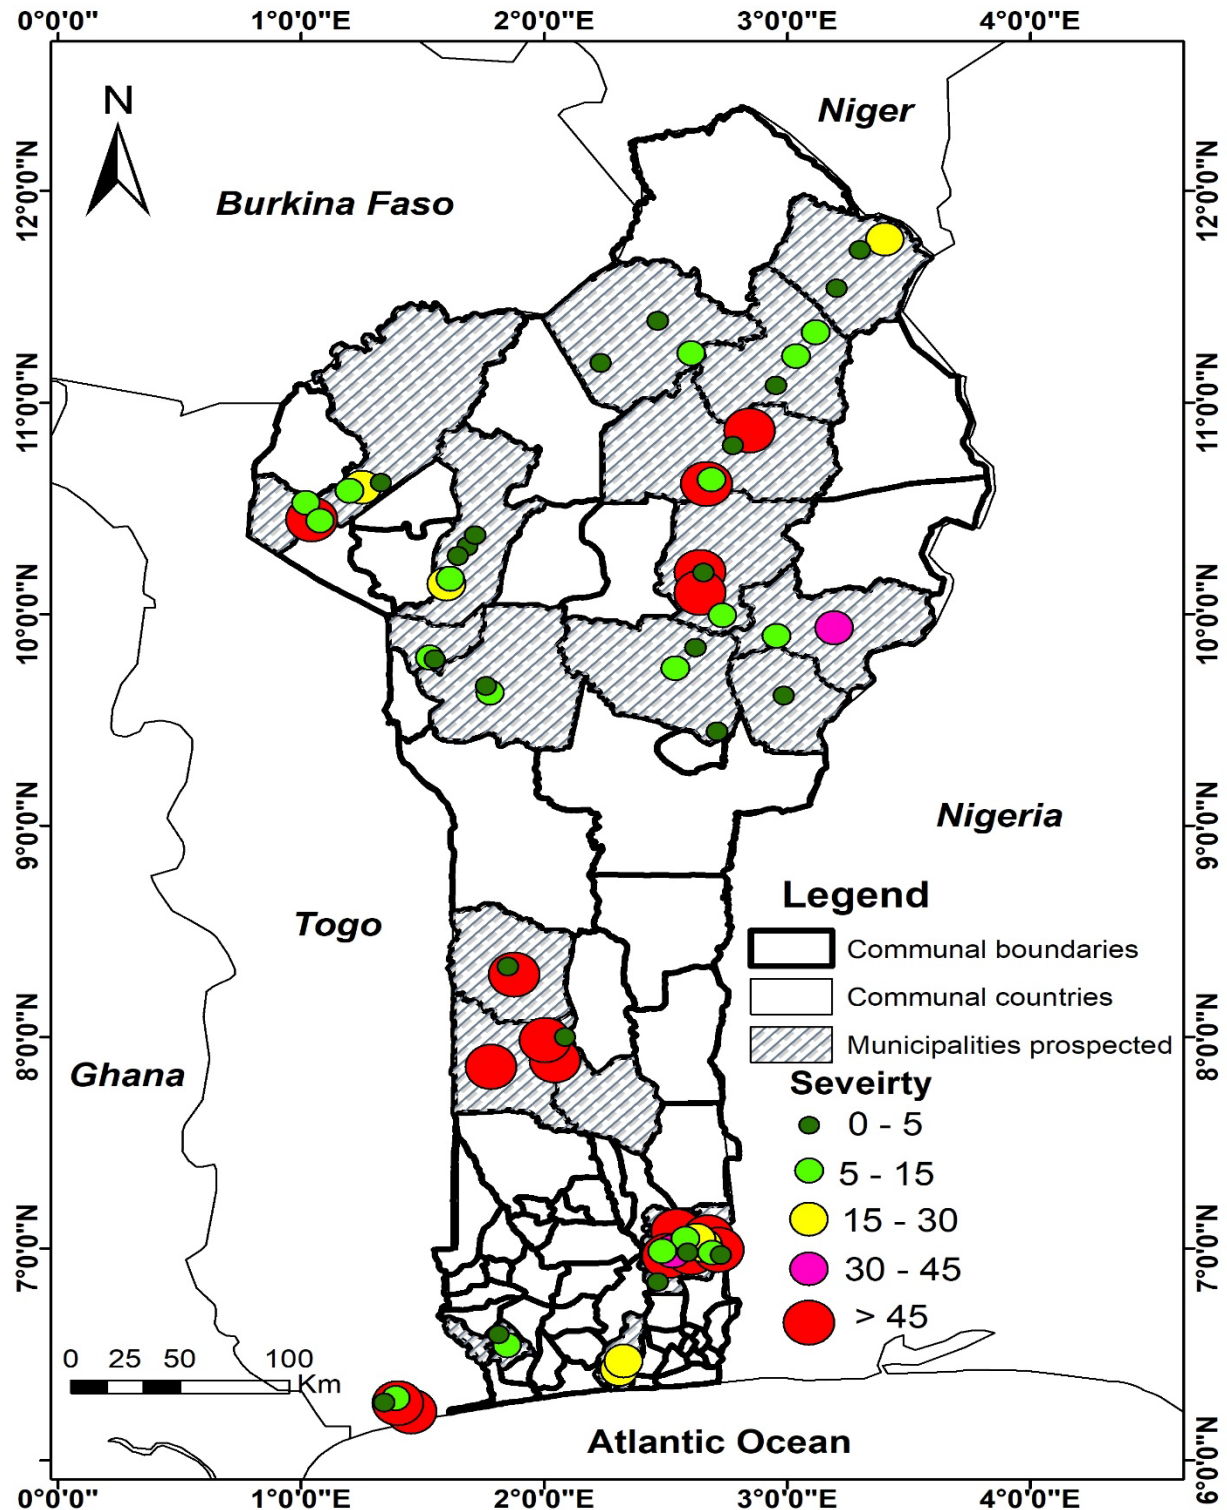 0°0'0"E 1°0'0"E 2°0'0"E 3°0'0"E 4°0'0"E
N
Niger
Burkina Faso
12°0'0"N 12°0'0"N
11°0'0"N 11°0'0"N
10°0'0"N 10°0'0"N
9°0'0"N 9°0'0"N
Nigeria
Togo
Legend
Communal boundaries
Communal countries
Municipalities prospected
8°0'0"N 8°0'0"N
Ghana
Seveirty
0 - 5
5 - 15
15 - 30
30 - 45
> 45
7°0'0"N 7°0'0"N
0 25 50 100
Km
Atlantic Ocean
6°0'0"N
0°0'0" 1°0'0"E 2°0'0"E 3°0'0"E 4°0'0"E